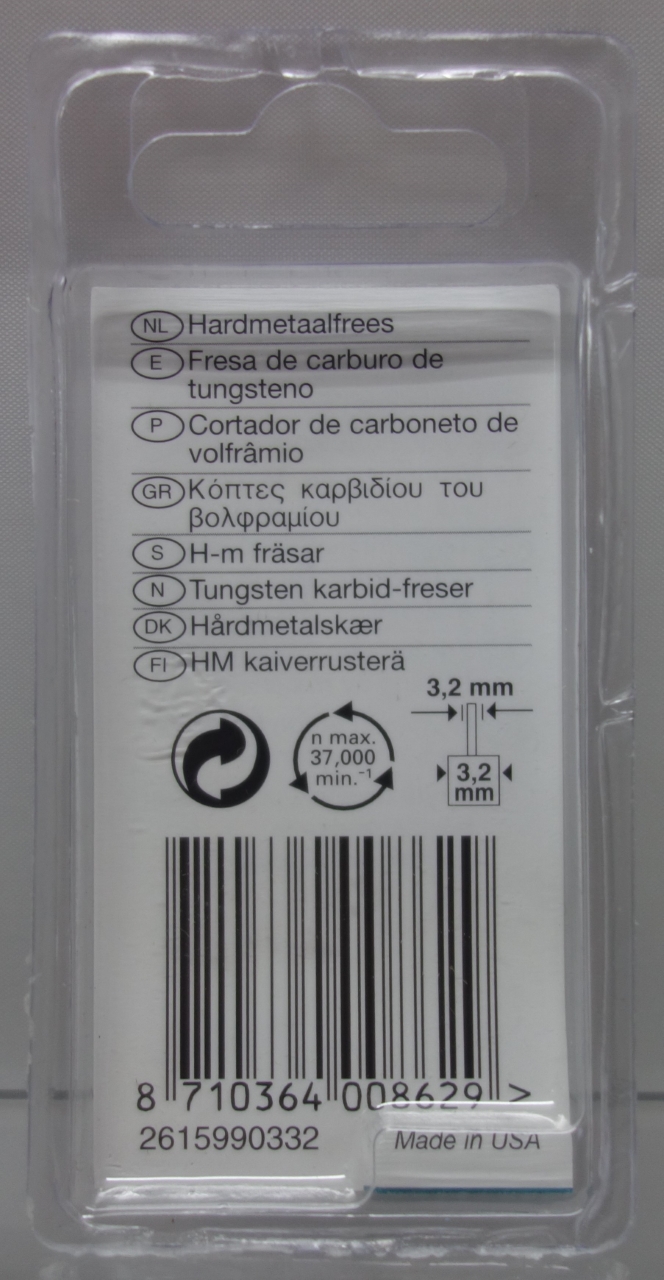 NL Hardmetaalfrees
E Fresa de carburo de
tungsteno
P Cortador de carboneto de
volfrâmio
GR Κόπτες καρβιδίου του
βολφραμίου
S H-m fräsar
N Tungsten karbid-freser
DK Hårdmetalskær
FI HM kaiverrusterä
3,2 mm
n max.
37,000
min.⁻¹
3,2
mm
8 710364 008629 >
2615990332 Made in USA